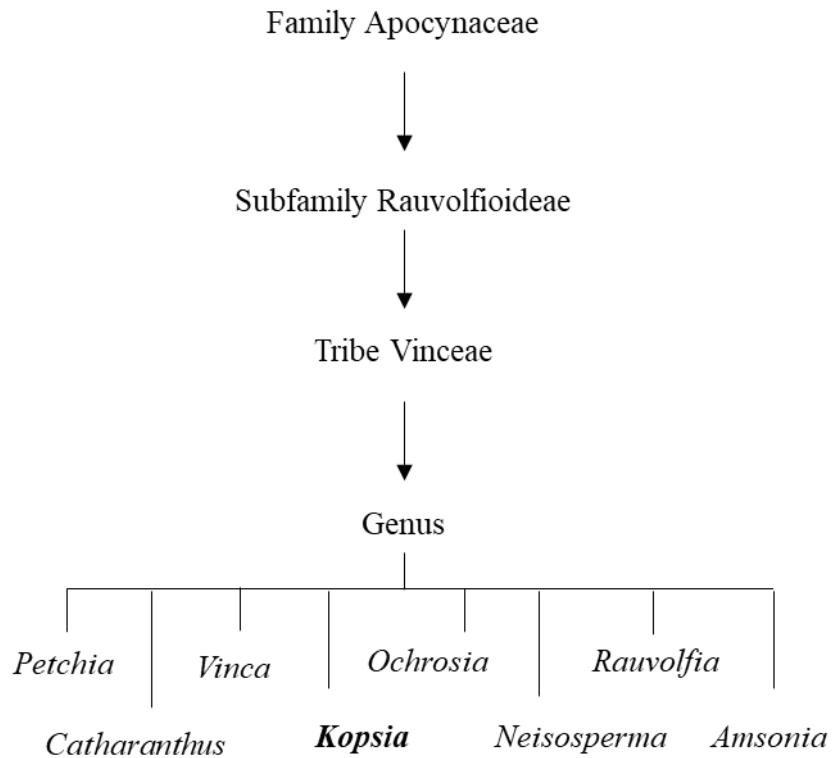 Family Apocynaceae
Subfamily Rauvolfioideae
Tribe Vinceae
Genus
Petchia Vinca Ochrosia Rauvolfia
Catharanthus Kopsia Neisosperma Amsonia